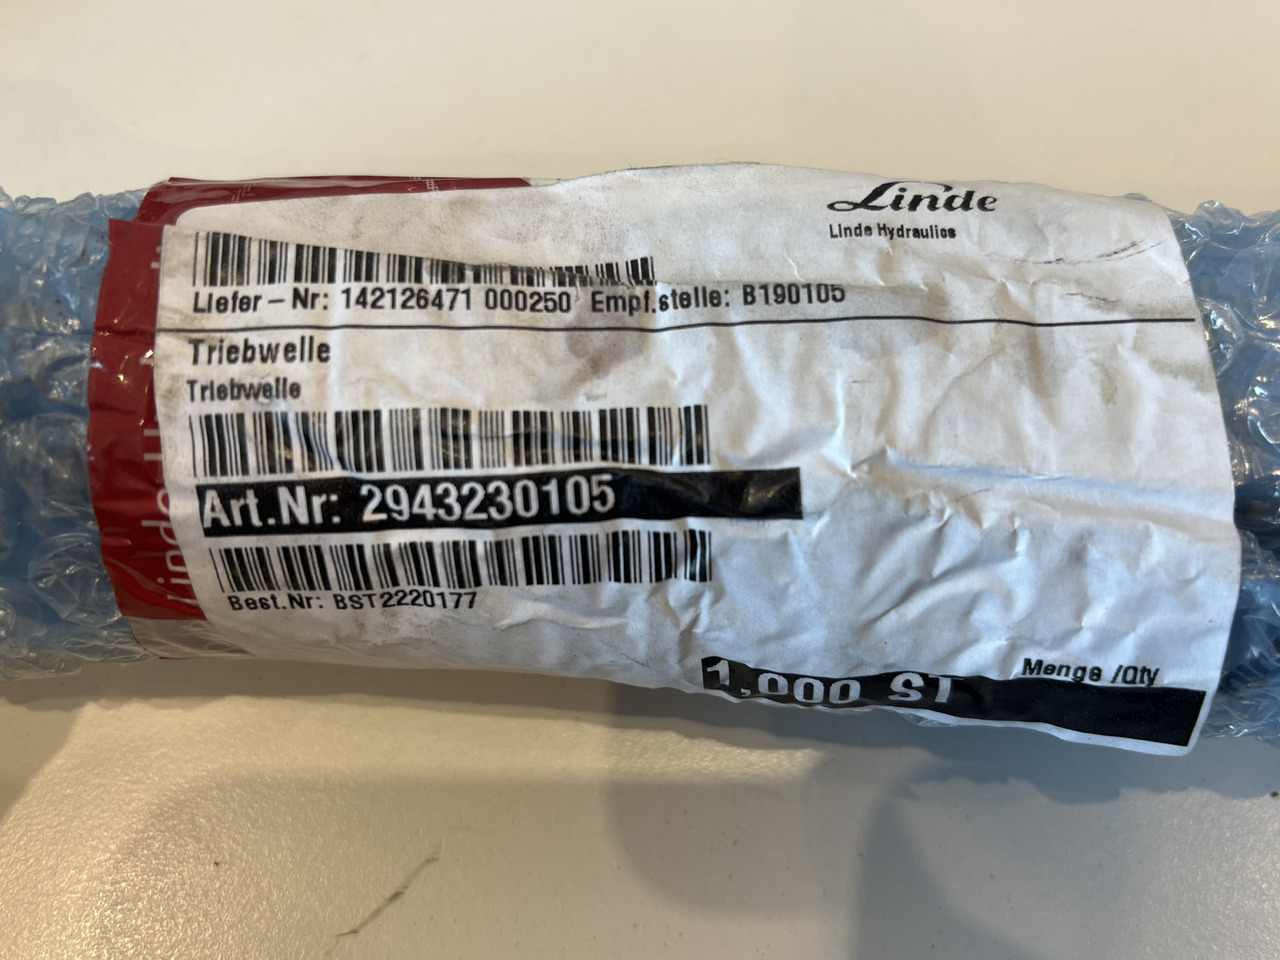 Linde
Linde Hydraulics
Liefer-Nr: 142126471 000250 Empf.stelle: B190105
Triebwelle
Triebwelle
Art.Nr: 2943230105
Best.Nr: BST2220177
Menge /Qty
1,000 ST
Linde H